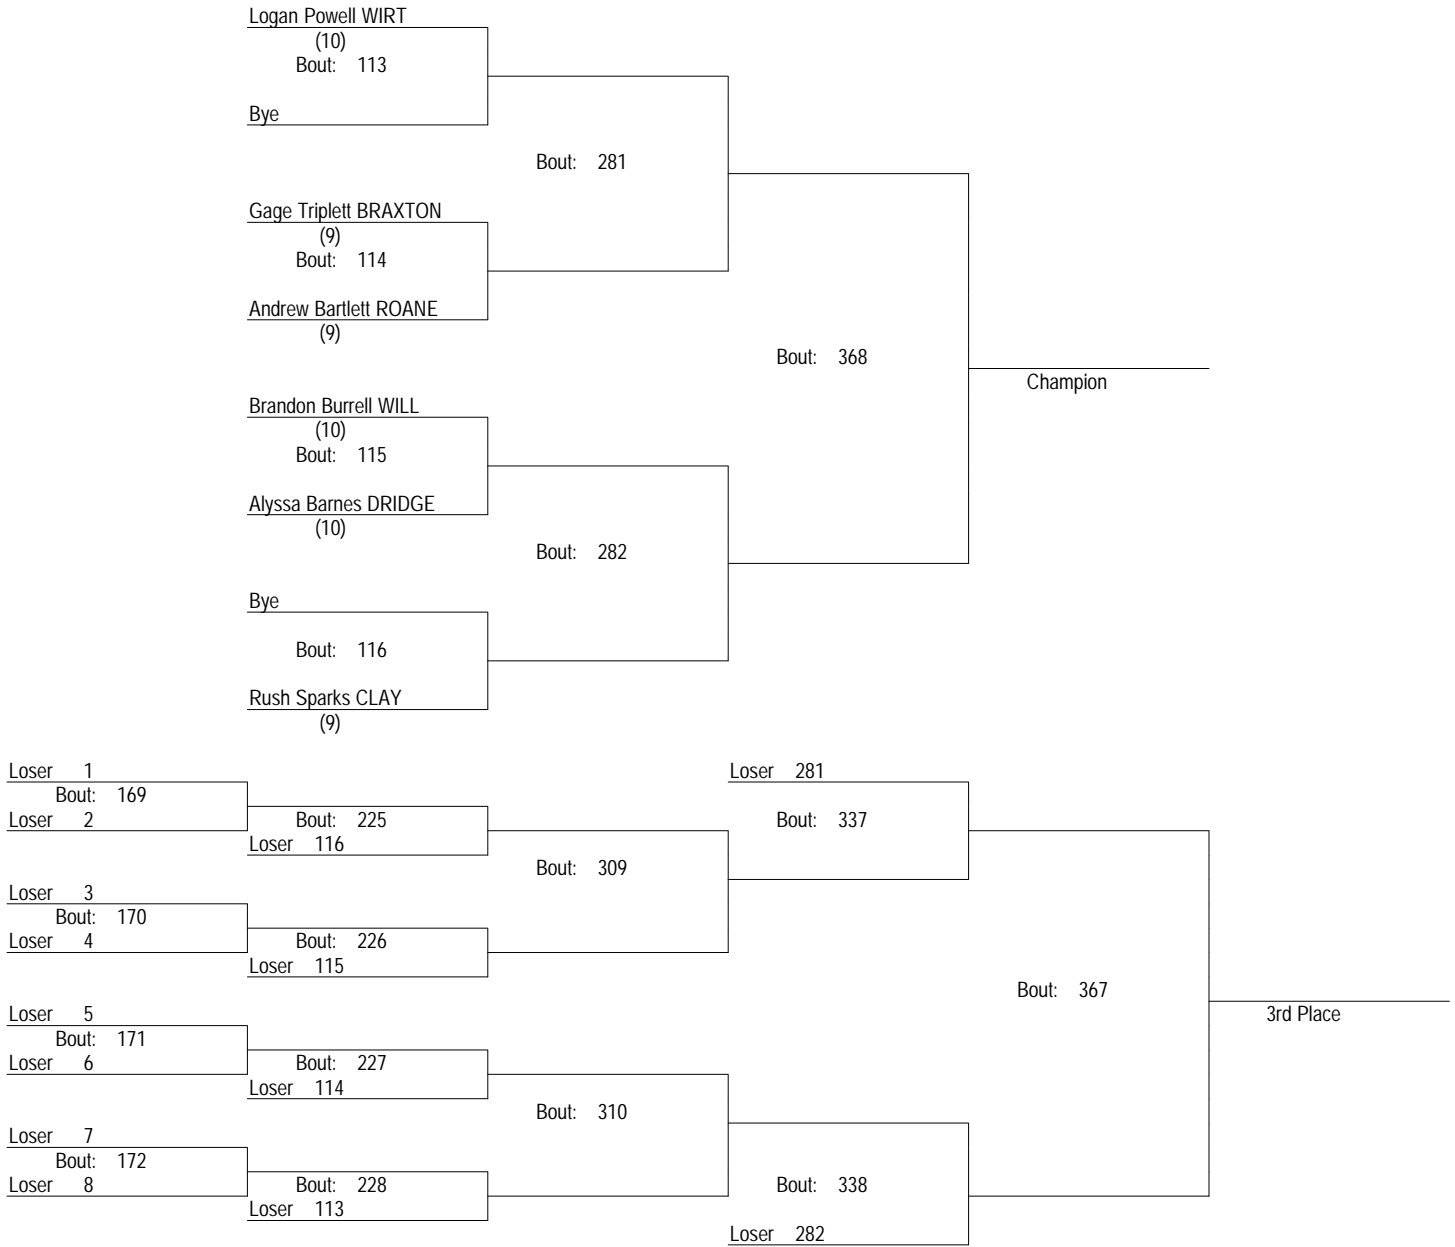 Logan Powell WIRT
(10)
Bout: 113
Bye
Bout: 281
Gage Triplett BRAXTON
(9)
Bout: 114
Andrew Bartlett ROANE
(9)
Bout: 368
Champion
Brandon Burrell WILL
(10)
Bout: 115
Alyssa Barnes DRIDGE
(10)
Bout: 282
Bye
Bout: 116
Rush Sparks CLAY
(9)
Loser 1
Bout: 169
Loser 2
Bout: 225
Loser 116
Bout: 309
Loser 281
Bout: 337
Loser 3
Bout: 170
Loser 4
Bout: 226
Loser 115
Bout: 367
3rd Place
Loser 5
Bout: 171
Loser 6
Bout: 227
Loser 114
Bout: 310
Loser 7
Bout: 172
Loser 8
Bout: 228
Loser 113
Bout: 338
Loser 282